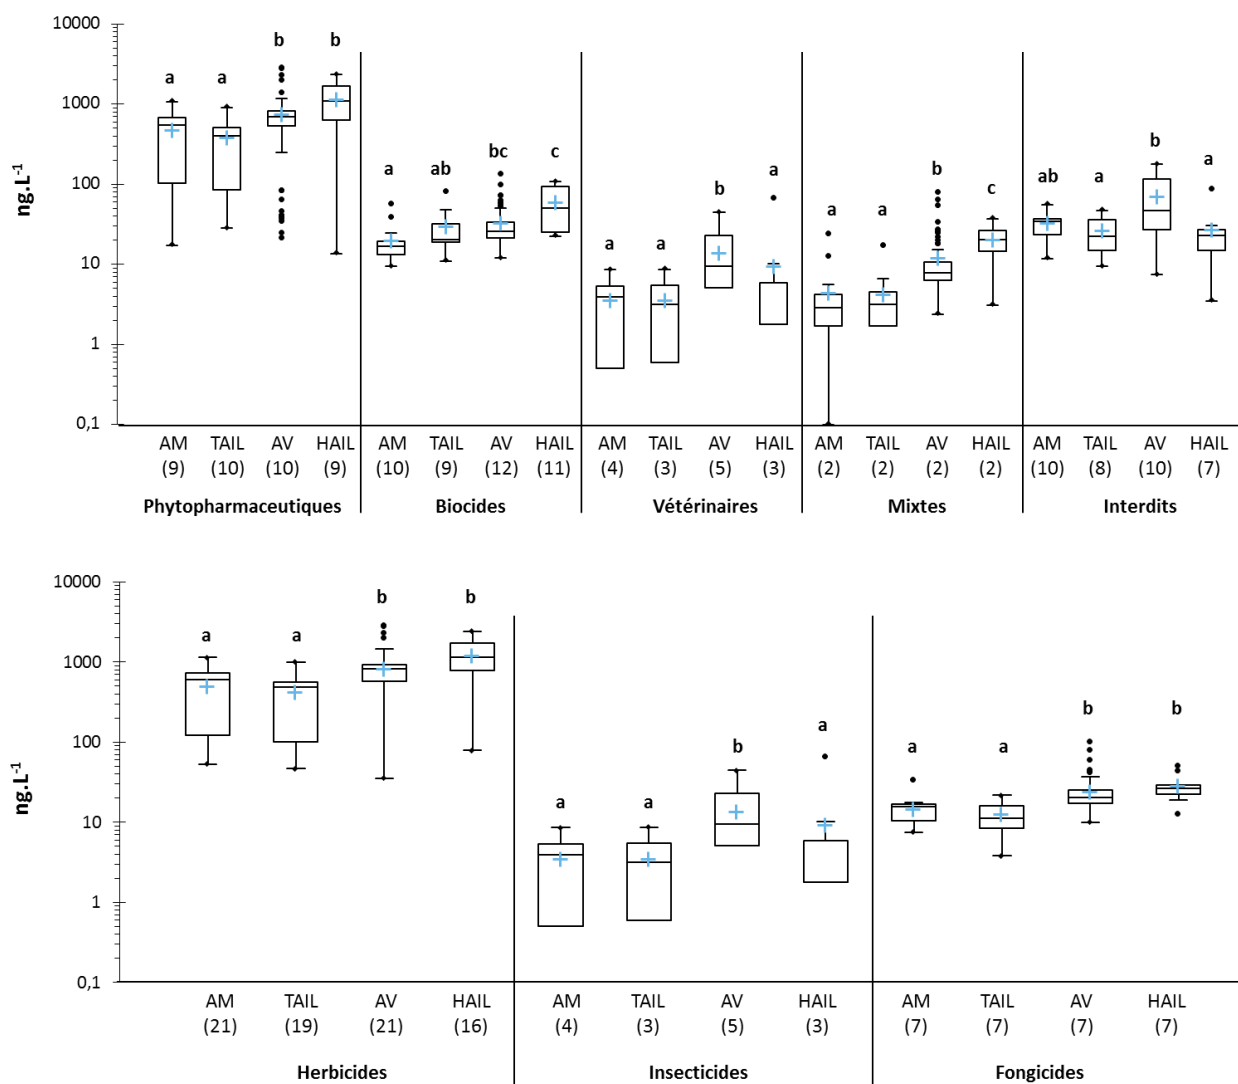 10000
1000
100
10
1
0,1
ng.L-1
a a b b
a ab bc c
a a b a
a a b c
ab a b a
AM TAIL AV HAIL AM TAIL AV HAIL AM TAIL AV HAIL AM TAIL AV HAIL AM TAIL AV HAIL
(9) (10) (10) (9) (10) (9) (12) (11) (4) (3) (5) (3) (2) (2) (2) (2) (10) (8) (10) (7)
Phytopharmaceutiques Biocides Vétérinaires Mixtes Interdits
10000
1000
100
10
1
0,1
ng.L-1
a a b b
a a b a
a a b b
AM TAIL AV HAIL AM TAIL AV HAIL AM TAIL AV HAIL
(21) (19) (21) (16) (4) (3) (5) (3) (7) (7) (7) (7)
Herbicides Insecticides Fongicides